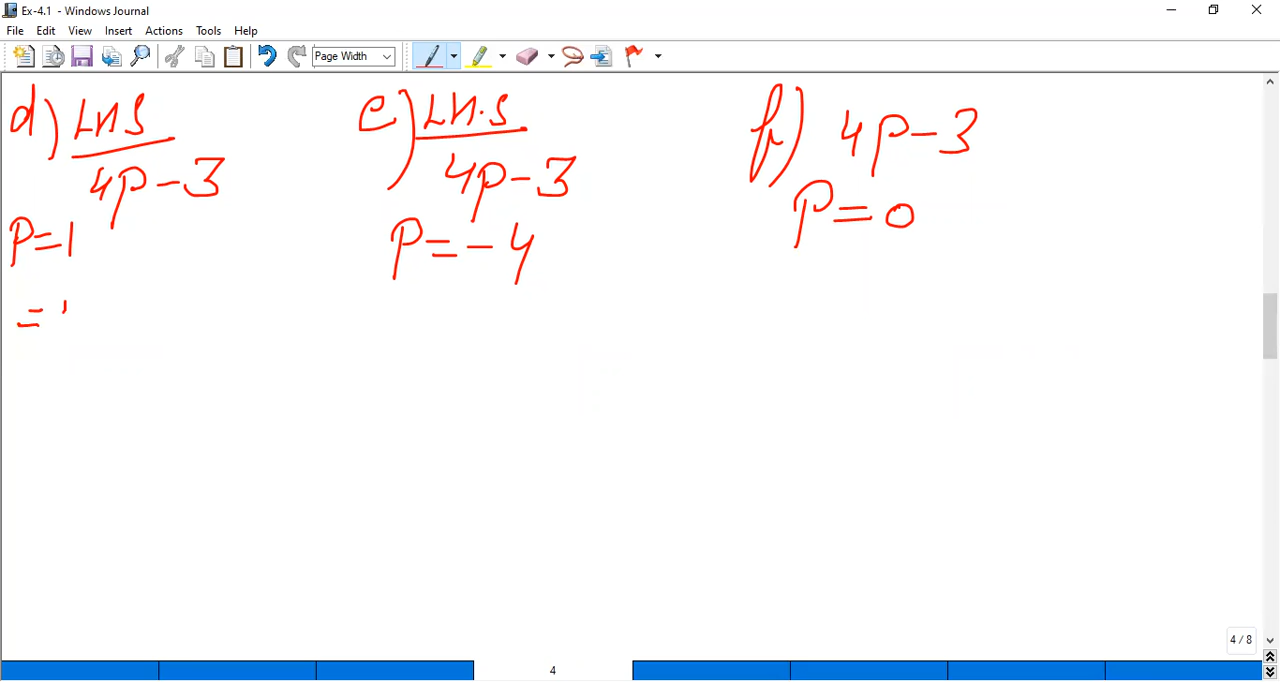 Ex-4.1 - Windows Journal
File Edit View Insert Actions Tools Help
Page Width
d) LHS
4p-3
P=1
=
e) LH.S
4p-3
P=-4
f) 4p-3
P=0
4 / 8
4